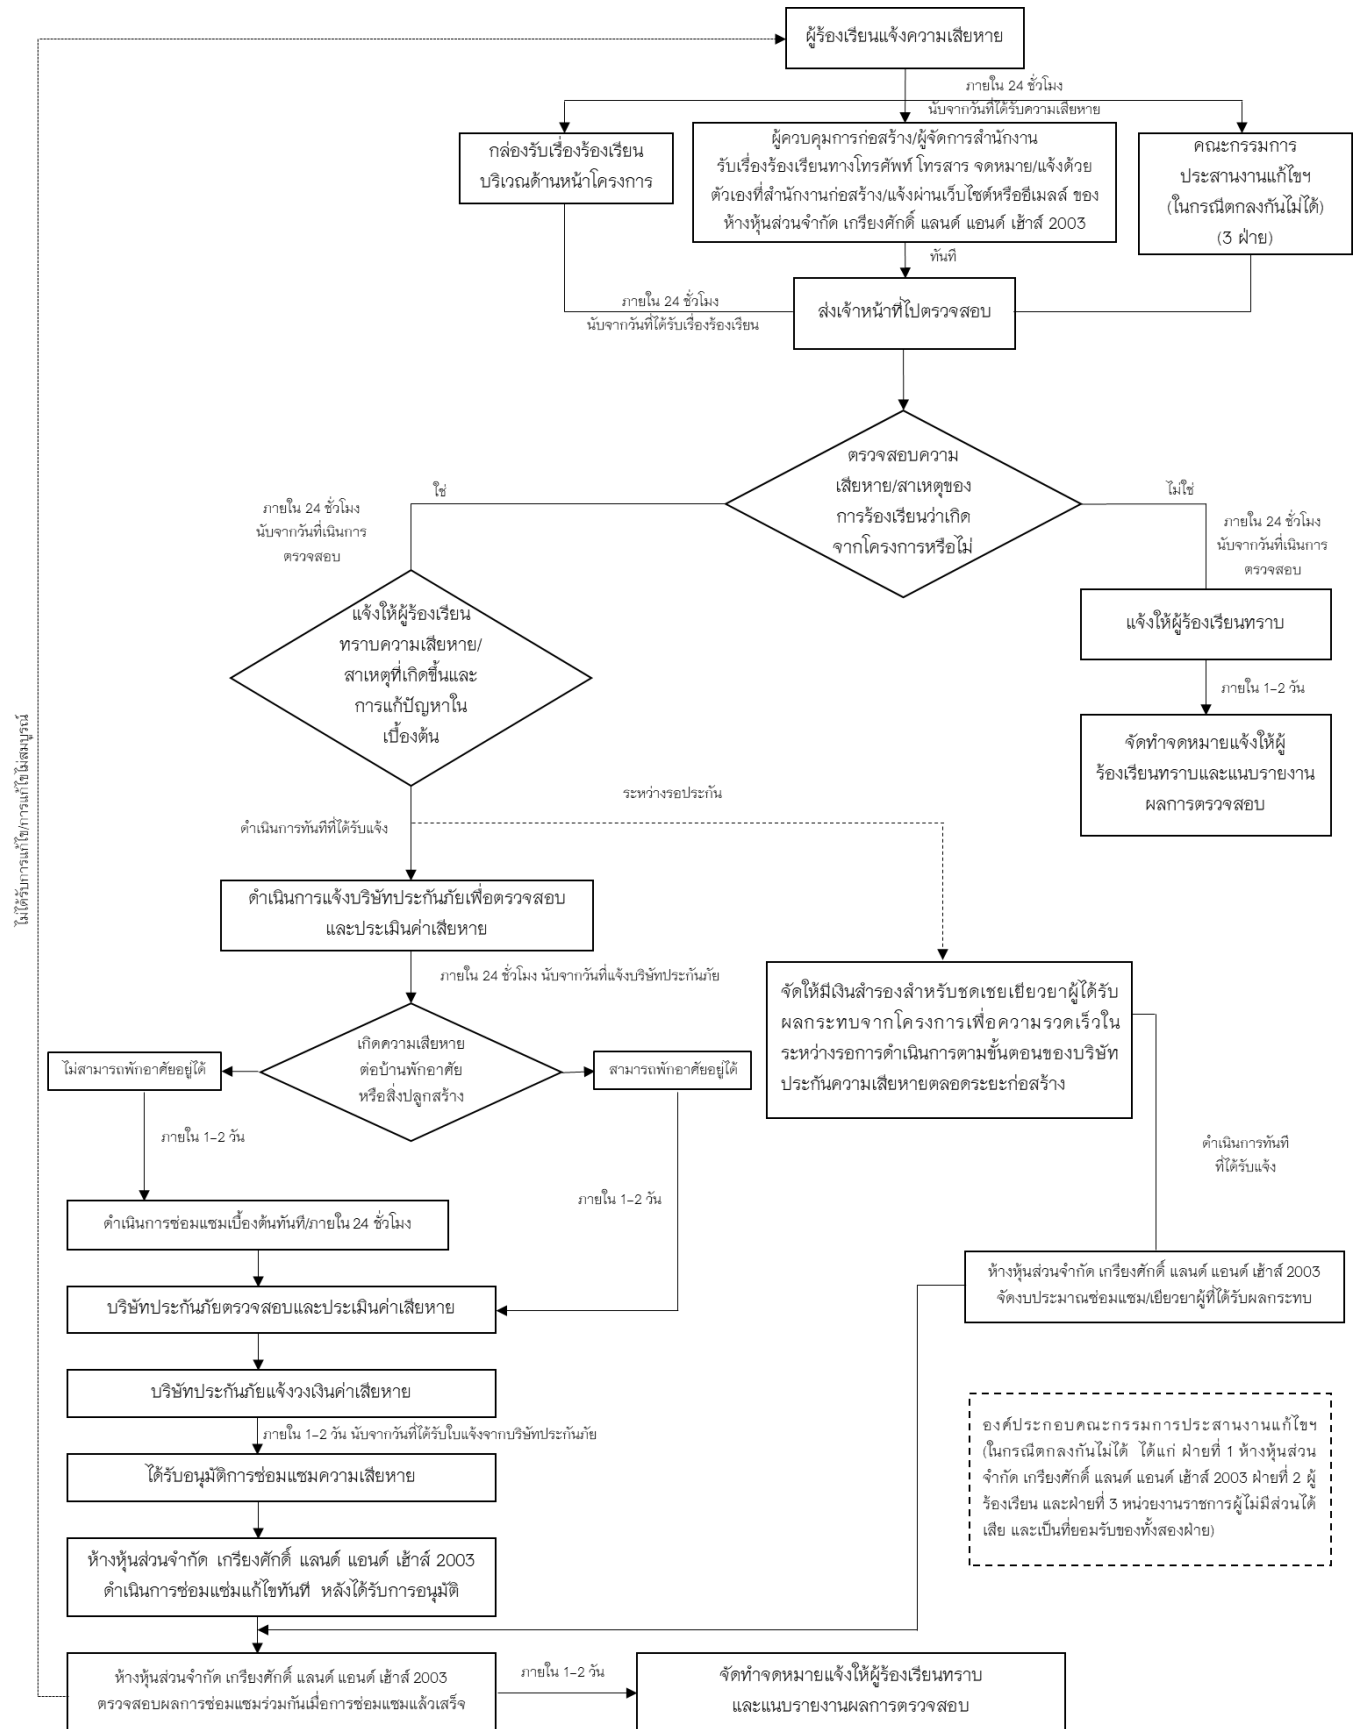 ผู้ร้องเรียนแจ้งความเสียหาย
ภายใน 24 ชั่วโมง
นับจากวันที่ได้รับความเสียหาย
กล่องรับเรื่องร้องเรียน
บริเวณด้านหน้าโครงการ
ผู้ควบคุมการก่อสร้าง/ผู้จัดการสำนักงาน
รับเรื่องร้องเรียนทางโทรศัพท์ โทรสาร จดหมาย/แจ้งด้วย
ตัวเองที่สำนักงานก่อสร้าง/แจ้งผ่านเว็บไซต์หรืออีเมลล์ ของ
ห้างหุ้นส่วนจำกัด เกรียงศักดิ์ แลนด์ แอนด์ เฮ้าส์ 2003
คณะกรรมการ
ประสานงานแก้ไขฯ
(ในกรณีตกลงกันไม่ได้)
(3 ฝ่าย)
ทันที
ภายใน 24 ชั่วโมง
นับจากวันที่ได้รับเรื่องร้องเรียน
ส่งเจ้าหน้าที่ไปตรวจสอบ
ตรวจสอบความ
เสียหาย/สาเหตุของ
การร้องเรียนว่าเกิด
จากโครงการหรือไม่
ใช่
ไม่ใช่
ภายใน 24 ชั่วโมง
นับจากวันที่เนินการ
ตรวจสอบ
ภายใน 24 ชั่วโมง
นับจากวันที่เนินการ
ตรวจสอบ
แจ้งให้ผู้ร้องเรียน
ทราบความเสียหาย/
สาเหตุที่เกิดขึ้นและ
การแก้ปัญหาใน
เบื้องต้น
แจ้งให้ผู้ร้องเรียนทราบ
ภายใน 1-2 วัน
จัดทำจดหมายแจ้งให้ผู้
ร้องเรียนทราบและแนบรายงาน
ผลการตรวจสอบ
ไม่ได้รับการแก้ไข/การแก้ไขไม่สมบูรณ์
ระหว่างรอประกัน
ดำเนินการทันทีที่ได้รับแจ้ง
ดำเนินการแจ้งบริษัทประกันภัยเพื่อตรวจสอบ
และประเมินค่าเสียหาย
ภายใน 24 ชั่วโมง นับจากวันที่แจ้งบริษัทประกันภัย
จัดให้มีเงินสำรองสำหรับชดเชยเยียวยาผู้ได้รับ
ผลกระทบจากโครงการเพื่อความรวดเร็วใน
ระหว่างรอการดำเนินการตามขั้นตอนของบริษัท
ประกันความเสียหายตลอดระยะก่อสร้าง
เกิดความเสียหาย
ต่อบ้านพักอาศัย
หรือสิ่งปลูกสร้าง
ไม่สามารถพักอาศัยอยู่ได้
สามารถพักอาศัยอยู่ได้
ภายใน 1-2 วัน
ภายใน 1-2 วัน
ดำเนินการทันที
ที่ได้รับแจ้ง
ดำเนินการซ่อมแซมเบื้องต้นทันที/ภายใน 24 ชั่วโมง
บริษัทประกันภัยตรวจสอบและประเมินค่าเสียหาย
ห้างหุ้นส่วนจำกัด เกรียงศักดิ์ แลนด์ แอนด์ เฮ้าส์ 2003
จัดงบประมาณซ่อมแซม/เยียวยาผู้ที่ได้รับผลกระทบ
บริษัทประกันภัยแจ้งวงเงินค่าเสียหาย
ภายใน 1-2 วัน นับจากวันที่ได้รับใบแจ้งจากบริษัทประกันภัย
ได้รับอนุมัติการซ่อมแซมความเสียหาย
องค์ประกอบคณะกรรมการประสานงานแก้ไขฯ
(ในกรณีตกลงกันไม่ได้ ได้แก่ ฝ่ายที่ 1 ห้างหุ้นส่วน
จำกัด เกรียงศักดิ์ แลนด์ แอนด์ เฮ้าส์ 2003 ฝ่ายที่ 2 ผู้
ร้องเรียน และฝ่ายที่ 3 หน่วยงานราชการผู้ไม่มีส่วนได้
เสีย และเป็นที่ยอมรับของทั้งสองฝ่าย)
ห้างหุ้นส่วนจำกัด เกรียงศักดิ์ แลนด์ แอนด์ เฮ้าส์ 2003
ดำเนินการซ่อมแซ่มแก้ไขทันที หลังได้รับการอนุมัติ
ห้างหุ้นส่วนจำกัด เกรียงศักดิ์ แลนด์ แอนด์ เฮ้าส์ 2003
ตรวจสอบผลการซ่อมแซมร่วมกันเมื่อการซ่อมแซมแล้วเสร็จ
ภายใน 1-2 วัน
จัดทำจดหมายแจ้งให้ผู้ร้องเรียนทราบ
และแนบรายงานผลการตรวจสอบ